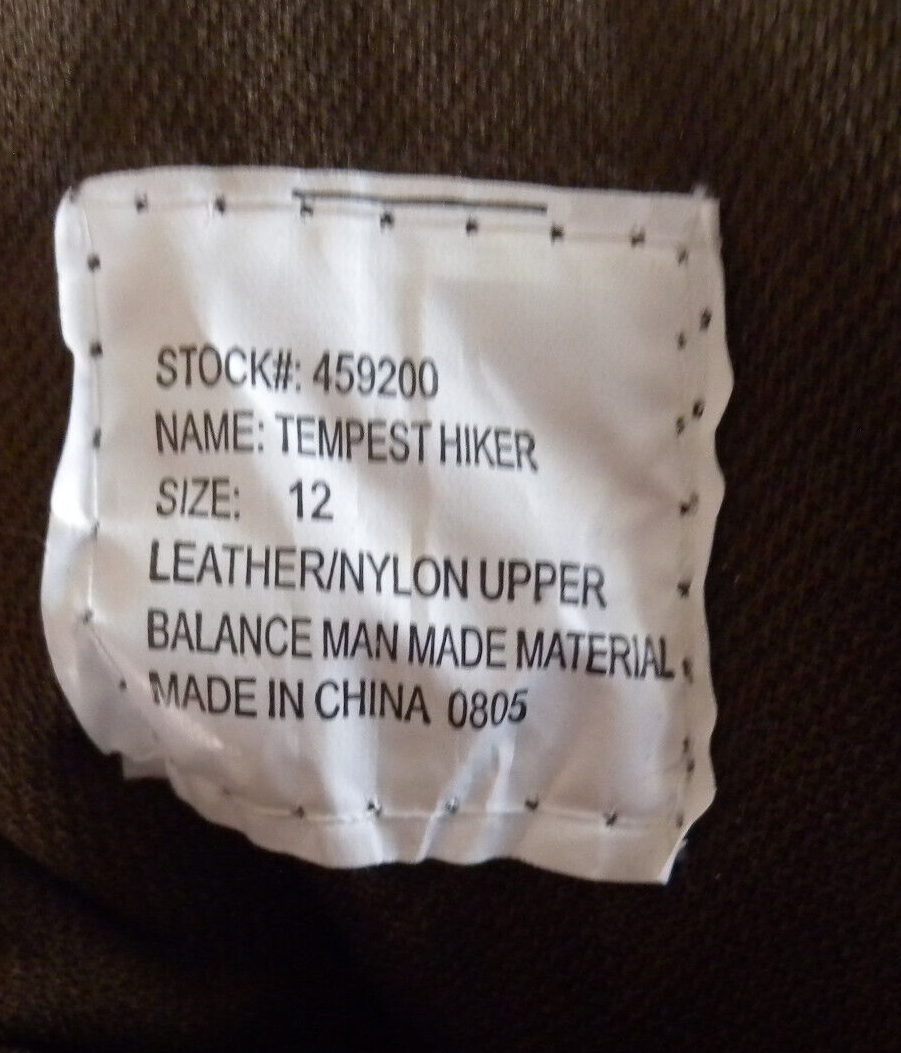 STOCK#: 459200
NAME: TEMPEST HIKER
SIZE: 12
LEATHER/NYLON UPPER
BALANCE MAN MADE MATERIAL
MADE IN CHINA 0805